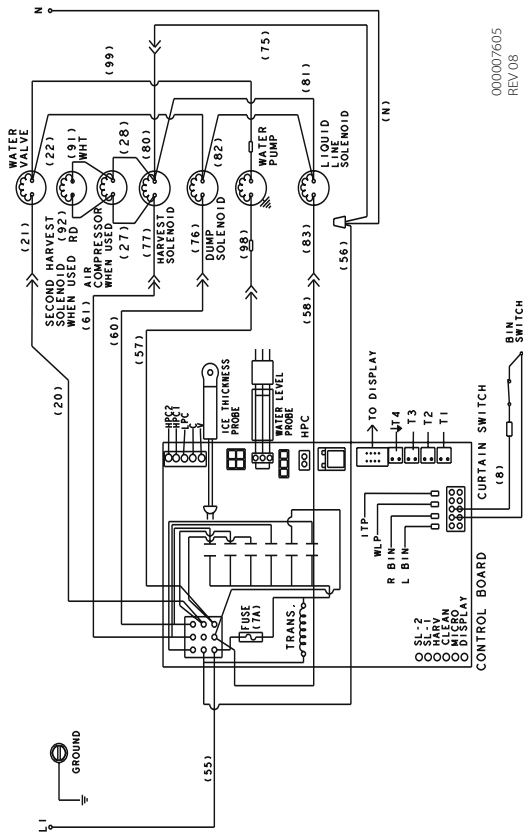 N
(99)
(75)
WATER
VALVE
(22)
(91)
WHT
(28)
(80)
(82)
WATER
PUMP
(81)
LIQUID
LINE
SOLENOID
(21)
SECOND HARVEST
SOLENOID (92)
WHEN USED RD
(61)
AIR
COMPRESSOR
WHEN USED
(27)
(77)
HARVEST
SOLENOID
(60)
(76)
DUMP
SOLENOID
(57)
(98)
(83)
(58)
(56)
(N)
(20)
HPC2
HPC1
LPC
C
V
ICE THICKNESS
PROBE
WATER LEVEL
PROBE
HPC
TO DISPLAY
T4
T3
T2
T1
CURTAIN SWITCH
BIN
SWITCH
(8)
ITP
WLP
R BIN
L BIN
FUSE
(7A)
TRANS.
SL-2
SL-1
HARV
CLEAN
MICRO
DISPLAY
CONTROL BOARD
GROUND
(55)
L1
000007605
REV 08